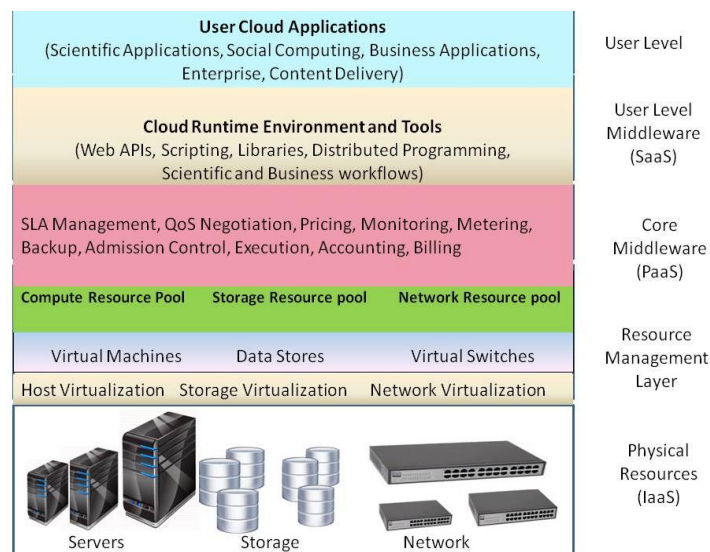 User Cloud Applications
(Scientific Applications, Social Computing, Business Applications,
Enterprise, Content Delivery)
User Level
Cloud Runtime Environment and Tools
(Web APIs, Scripting, Libraries, Distributed Programming,
Scientific and Business workflows)
User Level
Middleware
(SaaS)
SLA Management, QoS Negotiation, Pricing, Monitoring, Metering,
Backup, Admission Control, Execution, Accounting, Billing
Core
Middleware
(PaaS)
Compute Resource Pool Storage Resource pool Network Resource pool
Virtual Machines Data Stores Virtual Switches
Host Virtualization Storage Virtualization Network Virtualization
Resource
Management
Layer
Servers Storage Network
Physical
Resources
(IaaS)